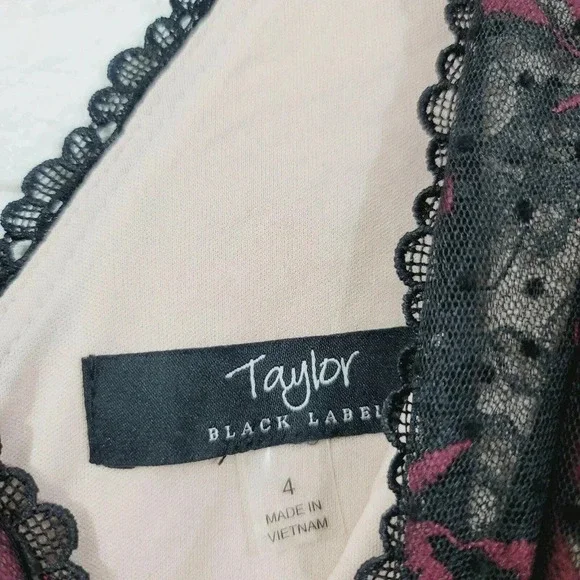 Taylor
BLACK LABEL
4
MADE IN
VIETNAM